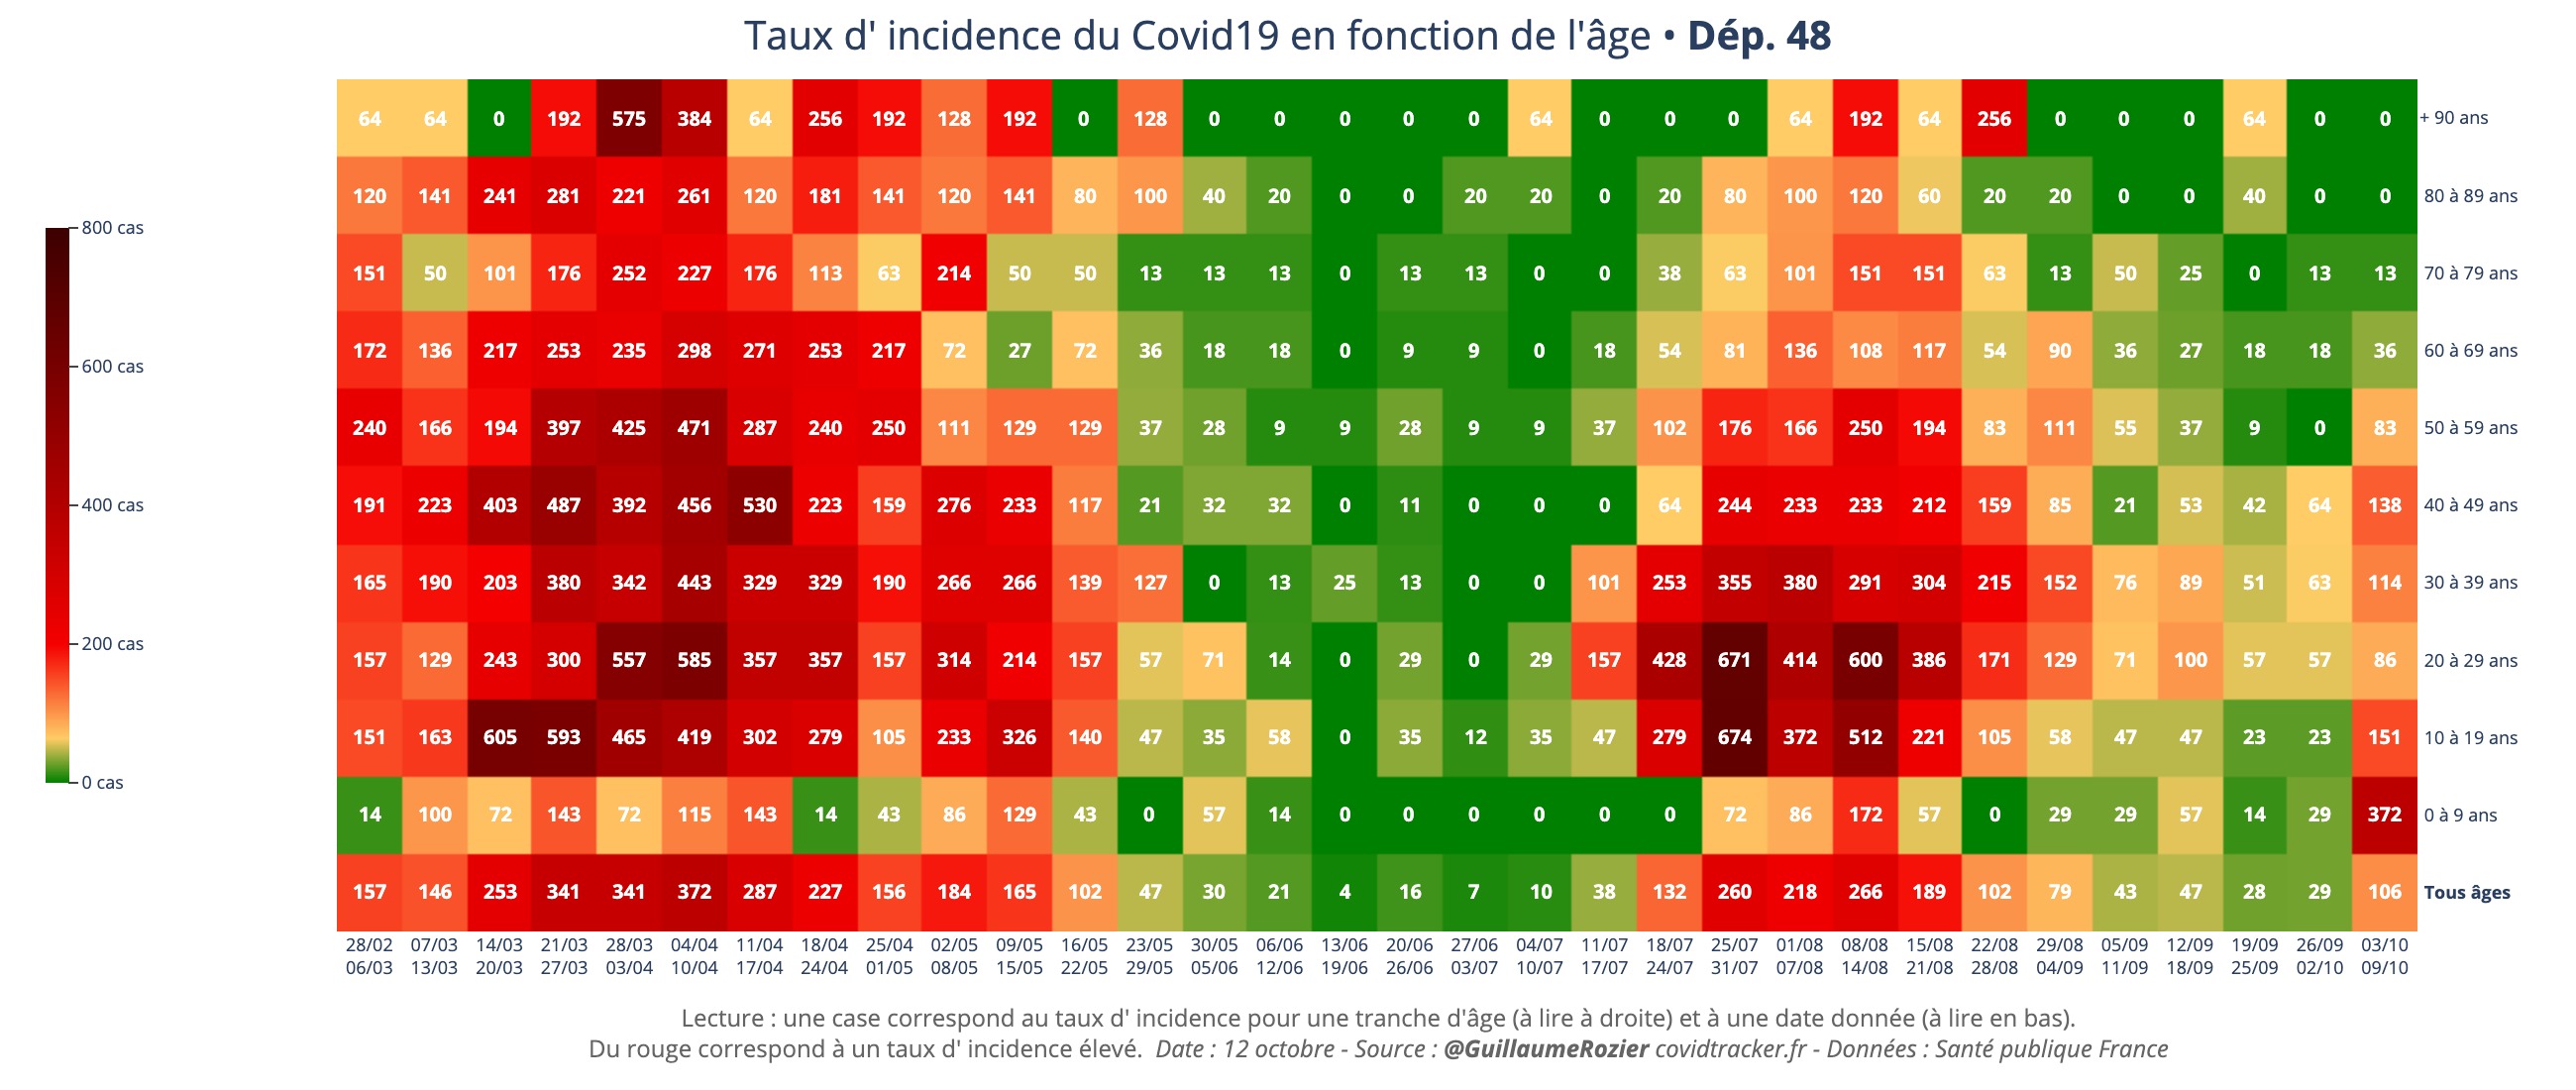 Taux d' incidence du Covid19 en fonction de l'âge • Dép. 48
800 cas
600 cas
400 cas
200 cas
0 cas
64 64 0 192 575 384 64 256 192 128 192 0 128 0 0 0 0 0 64 0 0 0 64 192 64 256 0 0 0 64 0 0 + 90 ans
120 141 241 281 221 261 120 181 141 120 141 80 100 40 20 0 0 20 20 0 20 80 100 120 60 20 20 0 0 40 0 0 80 à 89 ans
151 50 101 176 252 227 176 113 63 214 50 50 13 13 13 0 13 13 0 0 38 63 101 151 151 63 13 50 25 0 13 13 70 à 79 ans
172 136 217 253 235 298 271 253 217 72 27 72 36 18 18 0 9 9 0 18 54 81 136 108 117 54 90 36 27 18 18 36 60 à 69 ans
240 166 194 397 425 471 287 240 250 111 129 129 37 28 9 9 28 9 9 37 102 176 166 250 194 83 111 55 37 9 0 83 50 à 59 ans
191 223 403 487 392 456 530 223 159 276 233 117 21 32 32 0 11 0 0 0 64 244 233 233 212 159 85 21 53 42 64 138 40 à 49 ans
165 190 203 380 342 443 329 329 190 266 266 139 127 0 13 25 13 0 0 101 253 355 380 291 304 215 152 76 89 51 63 114 30 à 39 ans
157 129 243 300 557 585 357 357 157 314 214 157 57 71 14 0 29 0 29 157 428 671 414 600 386 171 129 71 100 57 57 86 20 à 29 ans
151 163 605 593 465 419 302 279 105 233 326 140 47 35 58 0 35 12 35 47 279 674 372 512 221 105 58 47 47 23 23 151 10 à 19 ans
14 100 72 143 72 115 143 14 43 86 129 43 0 57 14 0 0 0 0 0 0 72 86 172 57 0 29 29 57 14 29 372 0 à 9 ans
157 146 253 341 341 372 287 227 156 184 165 102 47 30 21 4 16 7 10 38 132 260 218 266 189 102 79 43 47 28 29 106 Tous âges
28/02 07/03 14/03 21/03 28/03 04/04 11/04 18/04 25/04 02/05 09/05 16/05 23/05 30/05 06/06 13/06 20/06 27/06 04/07 11/07 18/07 25/07 01/08 08/08 15/08 22/08 29/08 05/09 12/09 19/09 26/09 03/10
06/03 13/03 20/03 27/03 03/04 10/04 17/04 24/04 01/05 08/05 15/05 22/05 29/05 05/06 12/06 19/06 26/06 03/07 10/07 17/07 24/07 31/07 07/08 14/08 21/08 28/08 04/09 11/09 18/09 25/09 02/10 09/10
Lecture : une case correspond au taux d' incidence pour une tranche d'âge (à lire à droite) et à une date donnée (à lire en bas).
Du rouge correspond à un taux d' incidence élevé. Date : 12 octobre - Source : @GuillaumeRozier covidtracker.fr - Données : Santé publique France